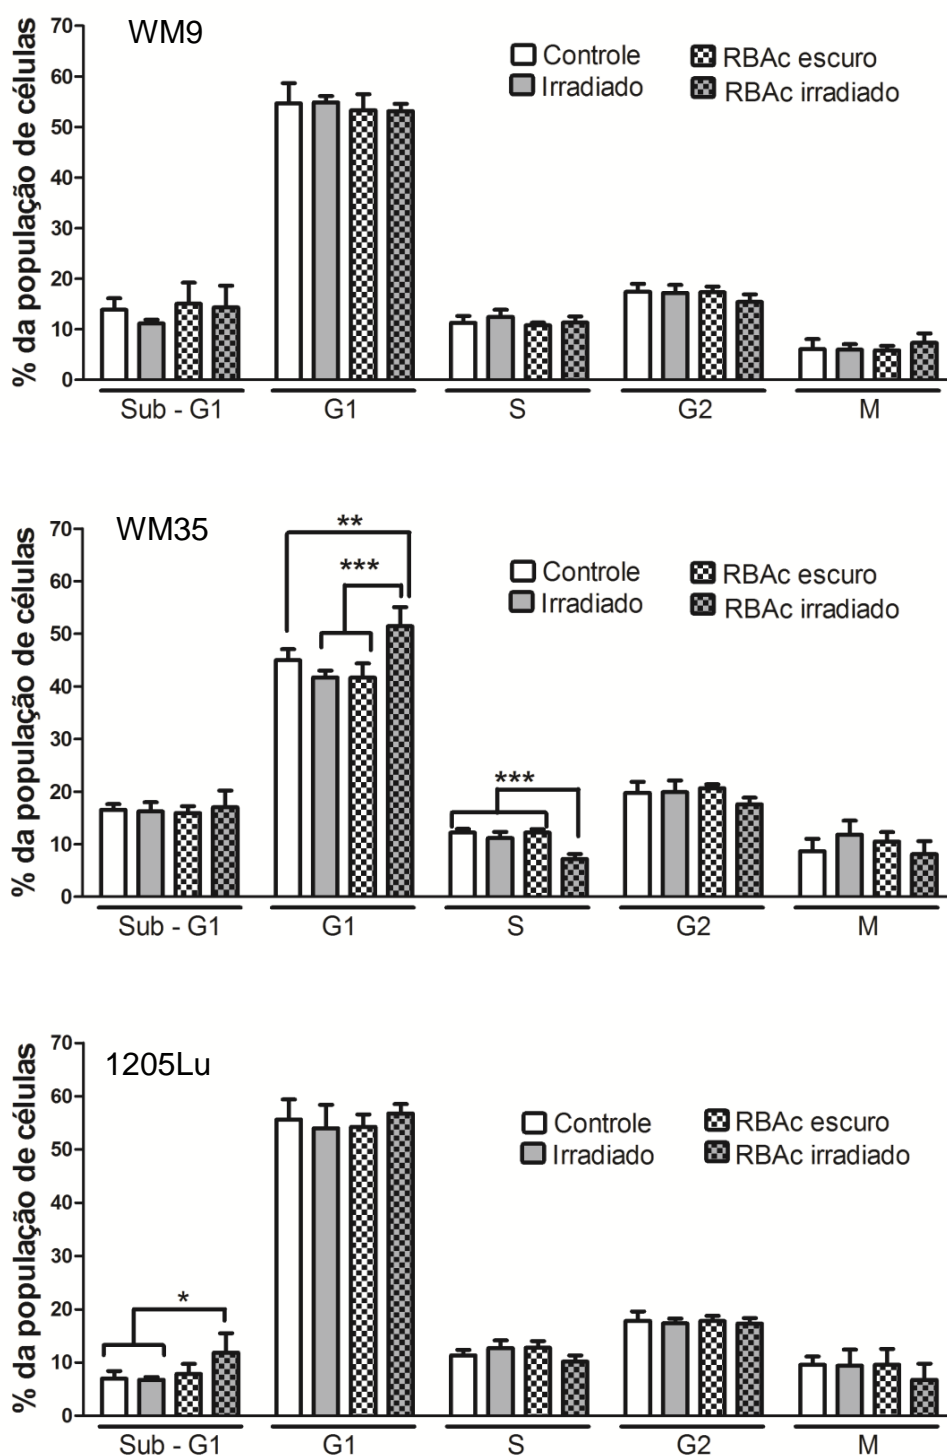 WM9
% da população de células
70
60
50
40
30
20
10
0
Controle
Irradiado
RBAc escuro
RBAc irradiado
Sub - G1 G1 S G2 M
WM35
% da população de células
70
60
50
40
30
20
10
0
**
***
***
Controle
Irradiado
RBAc escuro
RBAc irradiado
Sub - G1 G1 S G2 M
1205Lu
% da população de células
70
60
50
40
30
20
10
0
*
Controle
Irradiado
RBAc escuro
RBAc irradiado
Sub - G1 G1 S G2 M